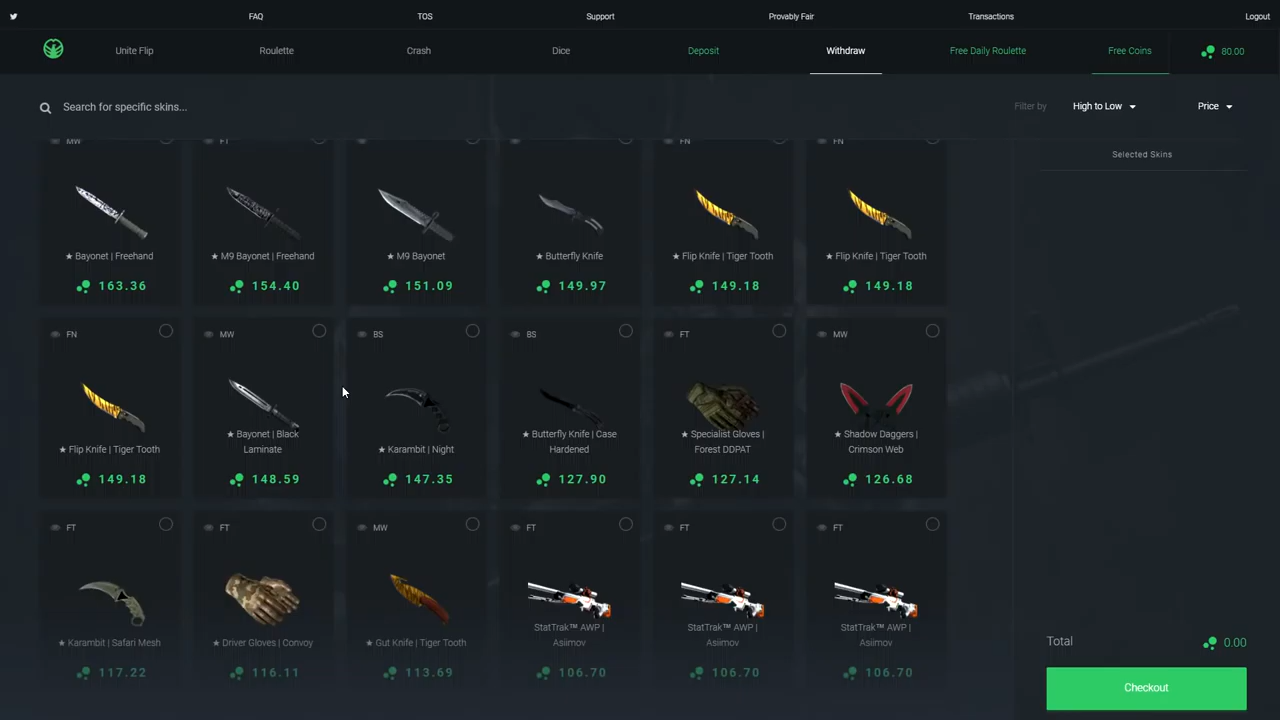 FAQ TOS Support Provably Fair Transactions Logout
Unite Flip Roulette Crash Dice Deposit Withdraw Free Daily Roulette Free Coins 80.00
Search for specific skins... Filter by High to Low Price
Selected Skins
MW FT FN FN
★ Bayonet | Freehand ★ M9 Bayonet | Freehand ★ M9 Bayonet ★ Butterfly Knife ★ Flip Knife | Tiger Tooth ★ Flip Knife | Tiger Tooth
163.36 154.40 151.09 149.97 149.18 149.18
FN MW BS BS FT MW
★ Flip Knife | Tiger Tooth ★ Bayonet | Black Laminate ★ Karambit | Night ★ Butterfly Knife | Case Hardened ★ Specialist Gloves | Forest DDPAT ★ Shadow Daggers | Crimson Web
149.18 148.59 147.35 127.90 127.14 126.68
FT FT MW FT FT FT
★ Karambit | Safari Mesh ★ Driver Gloves | Convoy ★ Gut Knife | Tiger Tooth StatTrak™ AWP | Asiimov StatTrak™ AWP | Asiimov StatTrak™ AWP | Asiimov
117.22 116.11 113.69 106.70 106.70 106.70
Total 0.00
Checkout